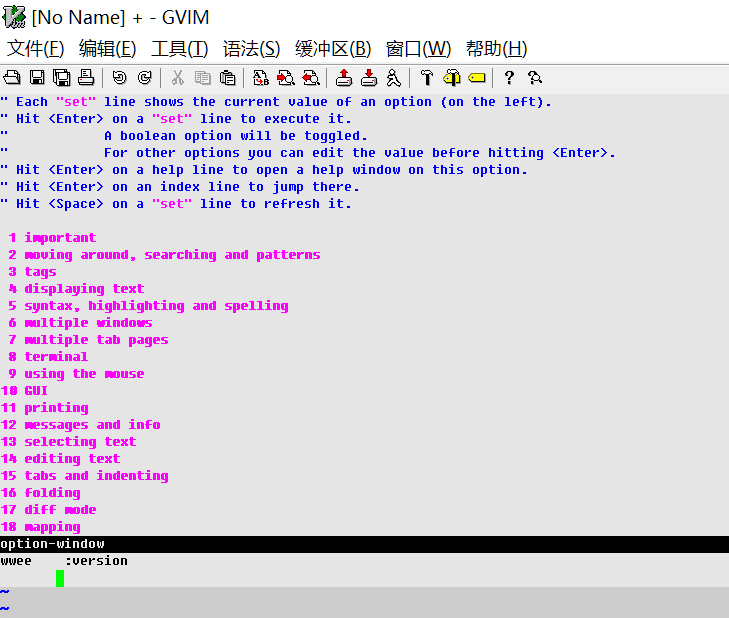 [No Name] + - GVIM
文件(F) 编辑(E) 工具(T) 语法(S) 缓冲区(B) 窗口(W) 帮助(H)
" Each "set" line shows the current value of an option (on the left).
" Hit <Enter> on a "set" line to execute it.
"            A boolean option will be toggled.
"            For other options you can edit the value before hitting <Enter>.
" Hit <Enter> on a help line to open a help window on this option.
" Hit <Enter> on an index line to jump there.
" Hit <Space> on a "set" line to refresh it.
1 important
2 moving around, searching and patterns
3 tags
4 displaying text
5 syntax, highlighting and spelling
6 multiple windows
7 multiple tab pages
8 terminal
9 using the mouse
10 GUI
11 printing
12 messages and info
13 selecting text
14 editing text
15 tabs and indenting
16 folding
17 diff mode
18 mapping
option-window
wwee    :version
~
~